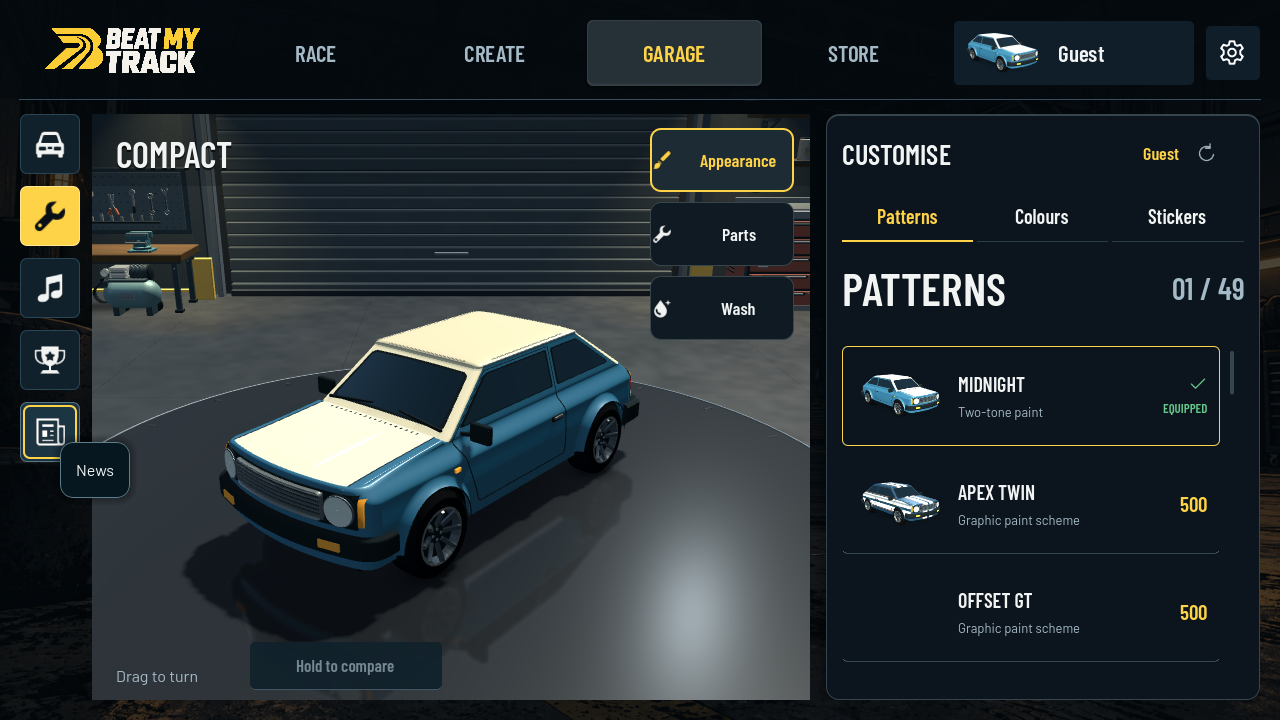 BEAT MY
TRACK
RACE
CREATE
GARAGE
STORE
Guest
COMPACT
Appearance
Parts
Wash
News
Drag to turn
Hold to compare
CUSTOMISE
Guest
Patterns
Colours
Stickers
PATTERNS
01 / 49
MIDNIGHT
Two-tone paint
EQUIPPED
APEX TWIN
Graphic paint scheme
500
OFFSET GT
Graphic paint scheme
500